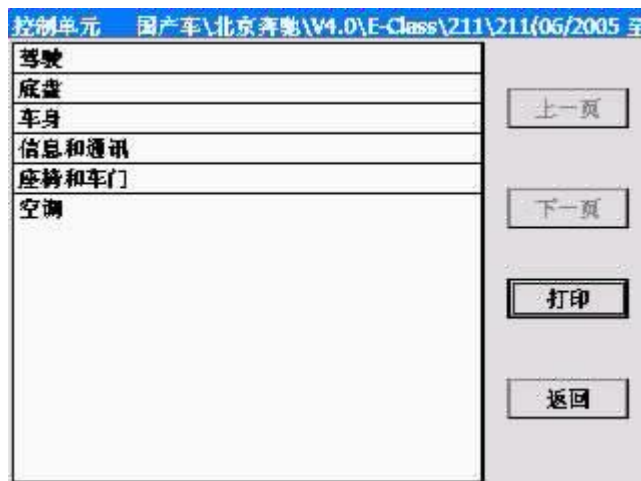 控制单元 国产车\北京奔驰\V4.0\E-Class\211\211(06/2005 至
驾驶
底盘
车身
信息和通讯
座椅和车门
空调
上一页
下一页
打印
返回